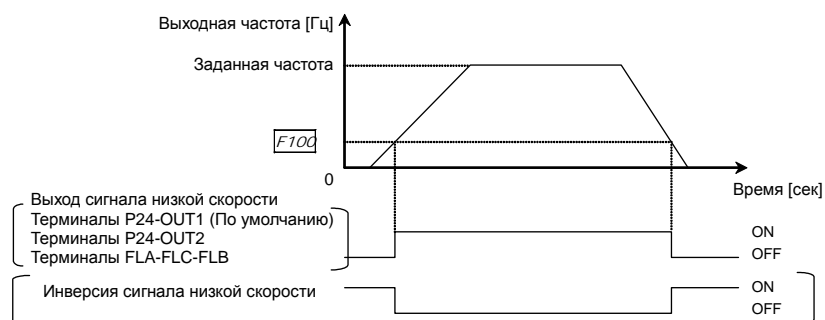 Выходная частота [Гц]
Заданная частота
F100
0
Время [сек]
Выход сигнала низкой скорости
Терминалы P24-OUT1 (По умолчанию)
Терминалы P24-OUT2
Терминалы FLA-FLC-FLB
ON
OFF
Инверсия сигнала низкой скорости
ON
OFF